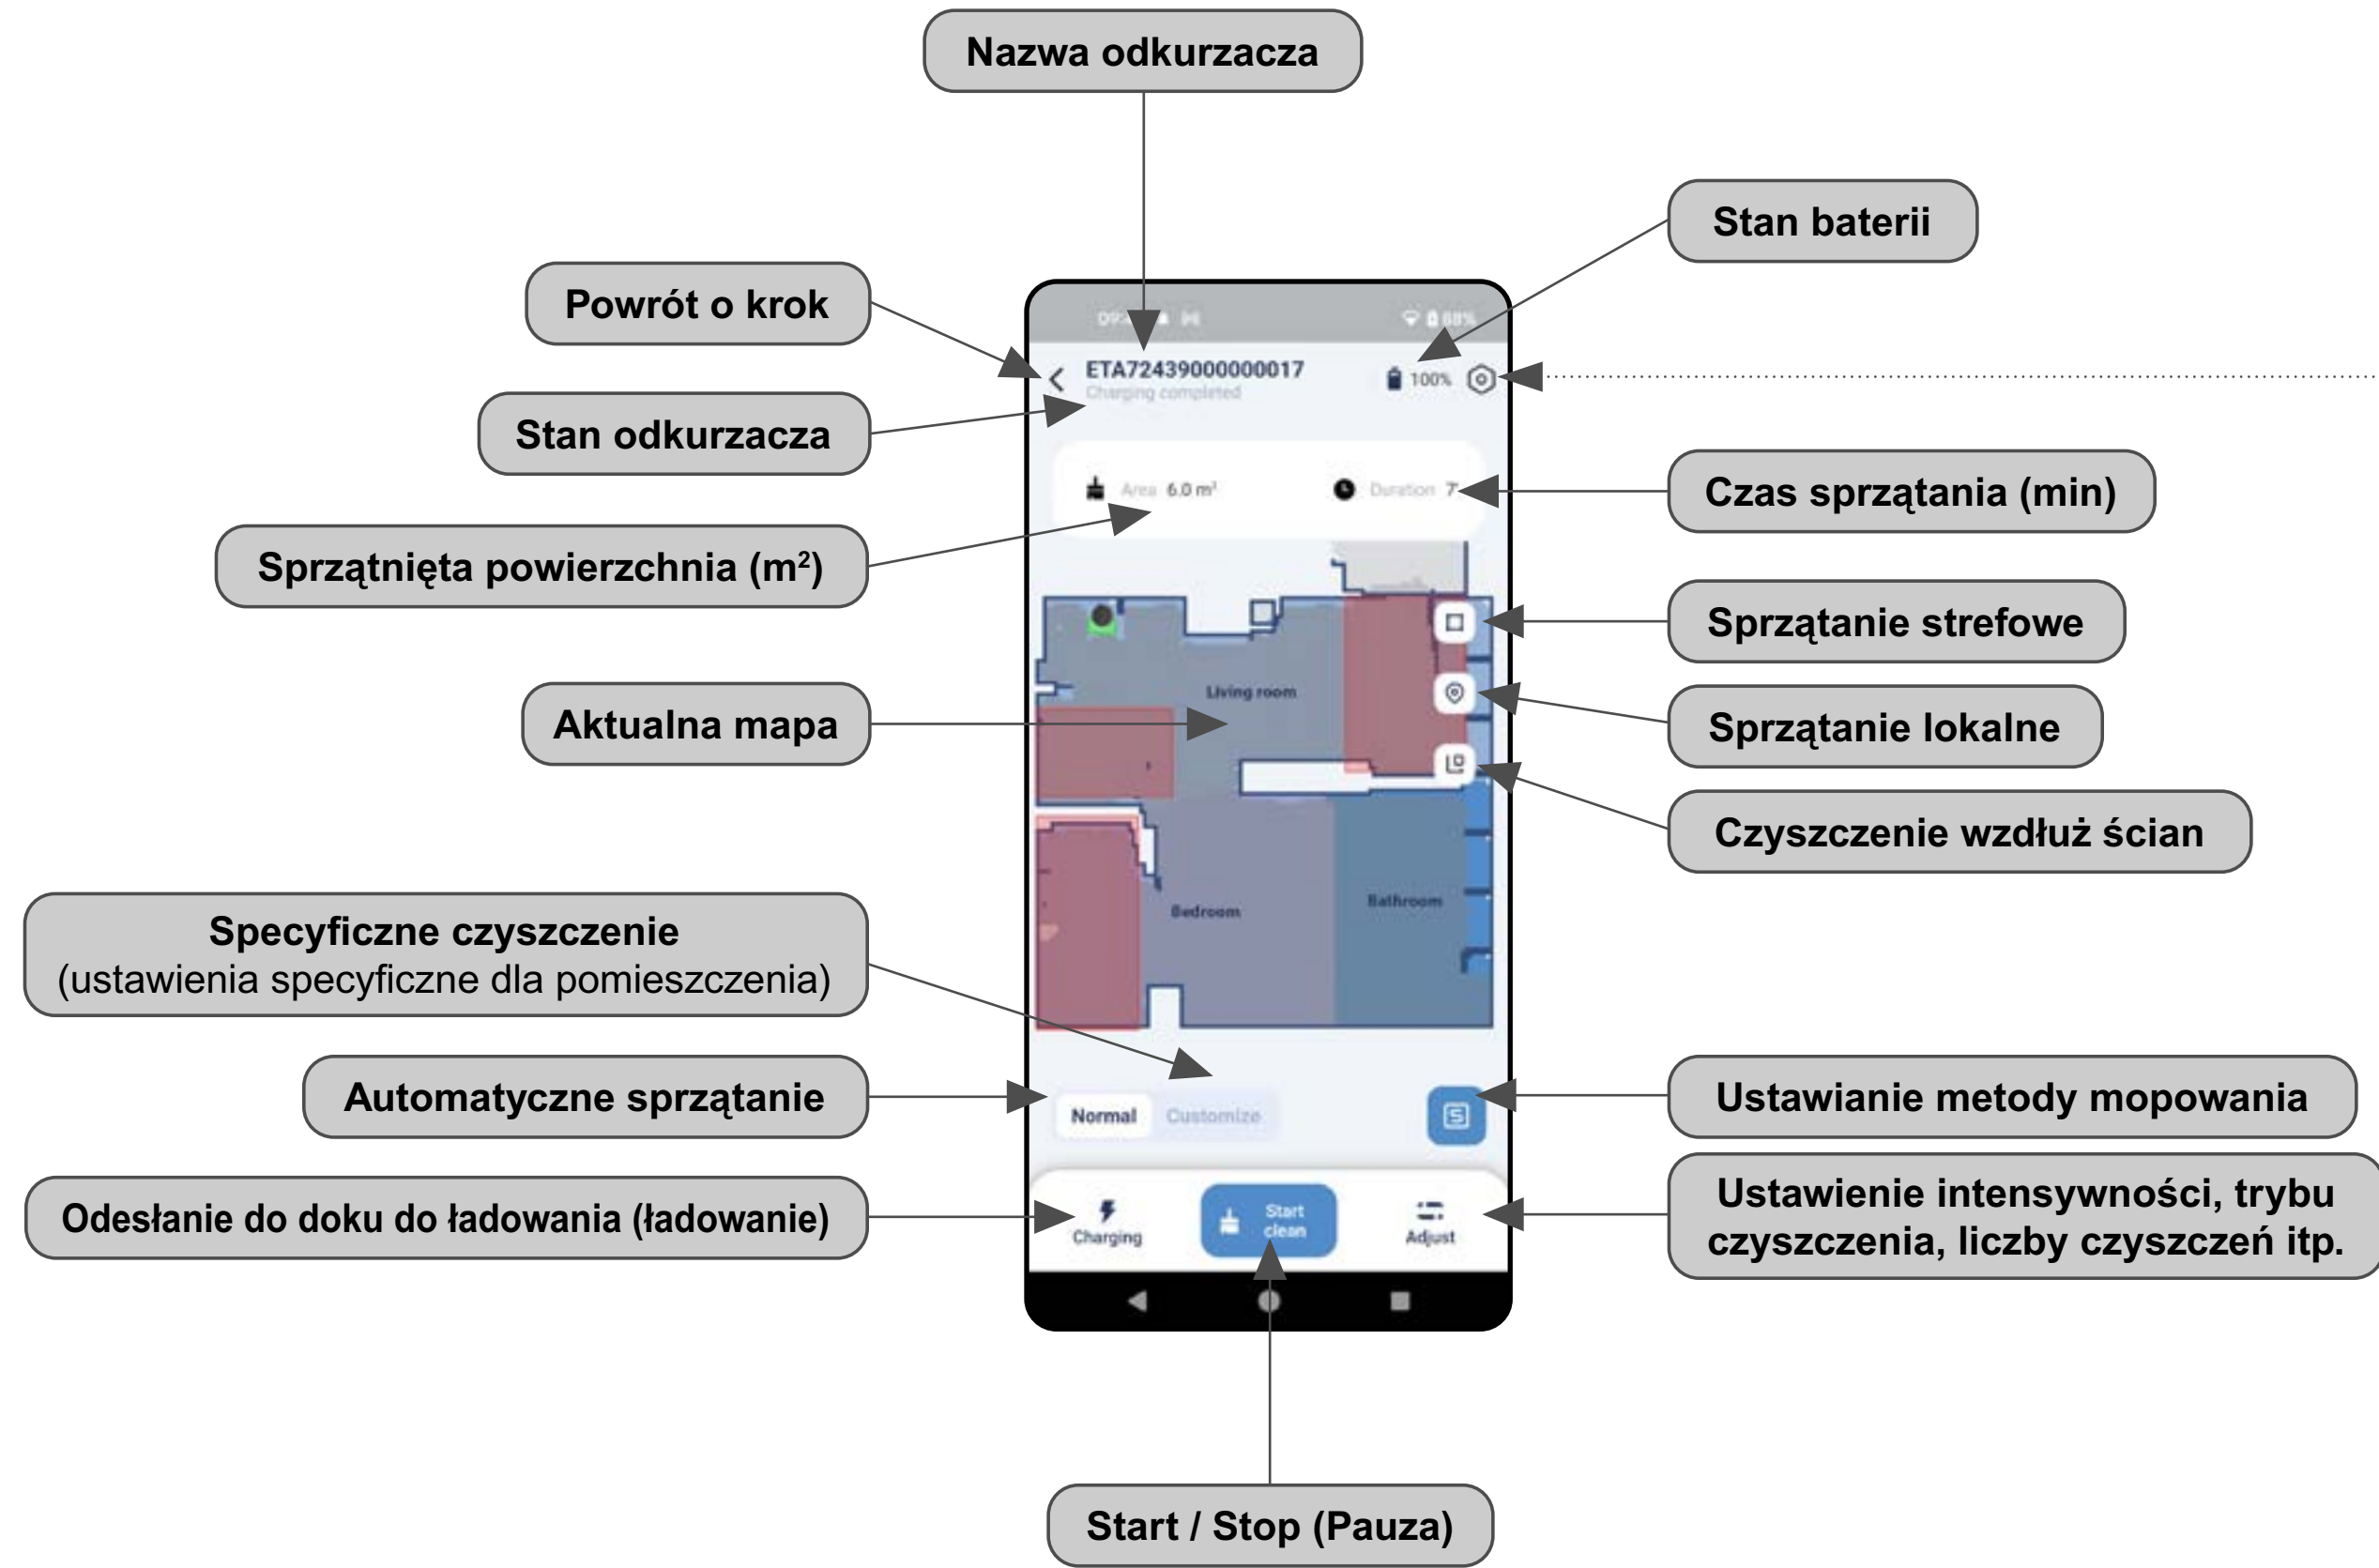 Nazwa odkurzacza
Stan baterii
Powrót o krok
88%
ETA72439000000017
100%
Charging completed
Stan odkurzacza
Area 6.0 m²
Duration 7'
Czas sprzątania (min)
Sprzątnięta powierzchnia (m²)
Sprzątanie strefowe
Living room
Aktualna mapa
Sprzątanie lokalne
Czyszczenie wzdłuż ścian
Bedroom
Bathroom
Specyficzne czyszczenie
(ustawienia specyficzne dla pomieszczenia)
Automatyczne sprzątanie
Normal
Customize
Ustawianie metody mopowania
Odesłanie do doku do ładowania (ładowanie)
Charging
Start
clean
Adjust
Ustawienie intensywności, trybu
czyszczenia, liczby czyszczeń itp.
Start / Stop (Pauza)